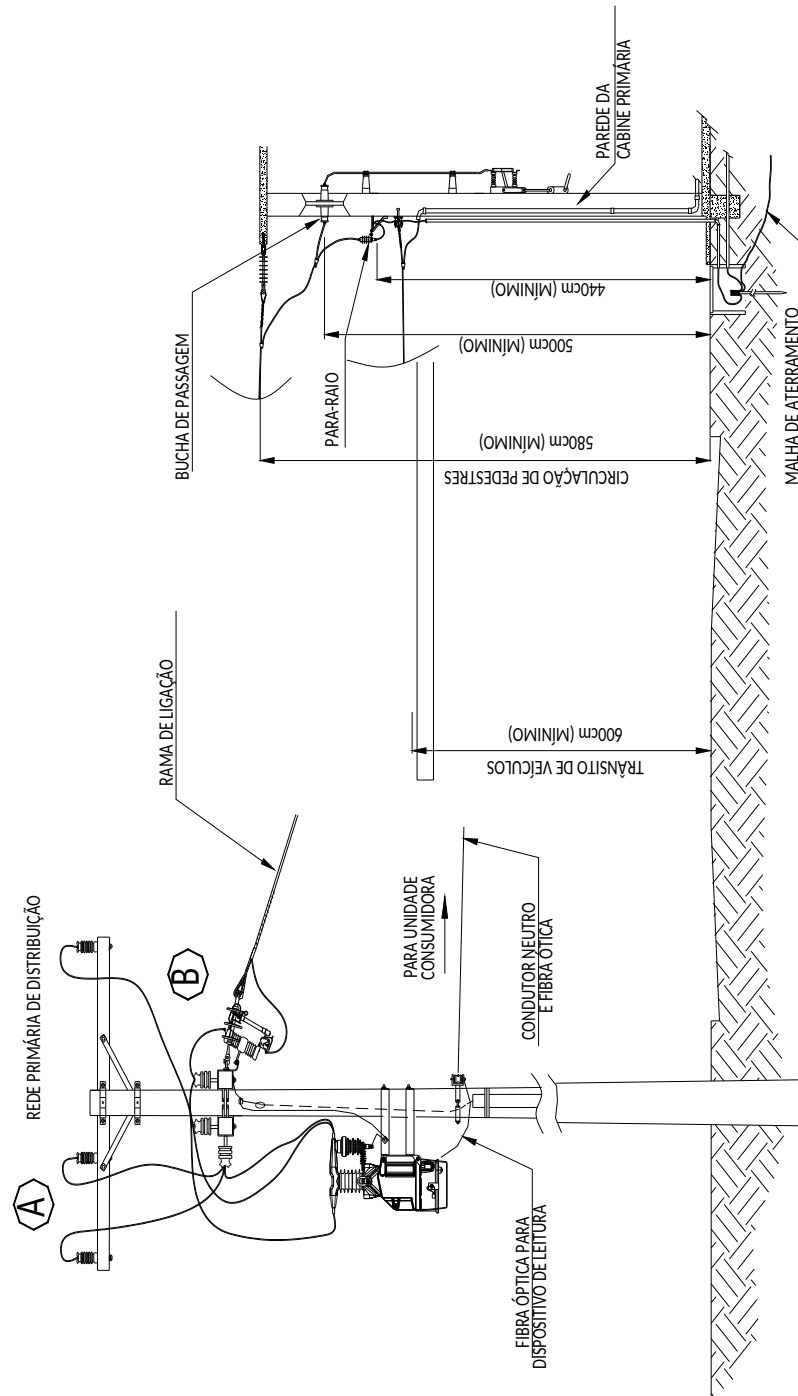 REDE PRIMÁRIA DE DISTRIBUIÇÃO
A
B
RAMA DE LIGAÇÃO
BUCHA DE PASSAGEM
PARA-RAIO
PAREDE DA
CABINE PRIMÁRIA
440cm (MÍNIMO)
500cm (MÍNIMO)
580cm (MÍNIMO)
CIRCULAÇÃO DE PEDESTRES
600cm (MÍNIMO)
TRÂNSITO DE VEÍCULOS
PARA UNIDADE
CONSUMIDORA
CONDUTOR NEUTRO
E FIBRA OTICA
FIBRA ÓPTICA PARA
DISPOSITIVO DE LEITURA
MALHA DE ATERRAMENTO